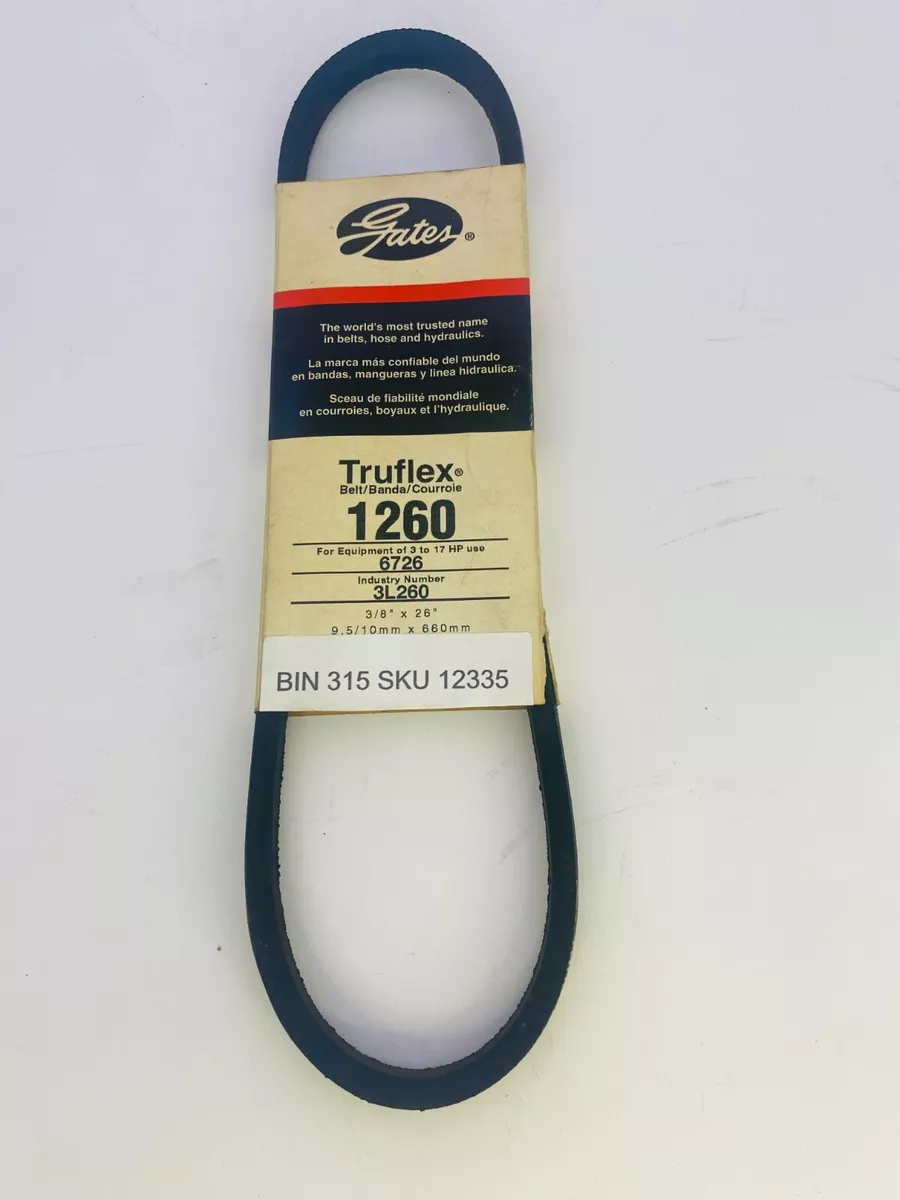 Gates®
The world's most trusted name
in belts, hose and hydraulics.
La marca más confiable del mundo
en bandas, mangueras y linea hidraulica.
Sceau de fiabilité mondiale
en courroies, boyaux et l'hydraulique.
Truflex®
Belt/Banda/Courroie
1260
For Equipment of 3 to 17 HP use
6726
Industry Number
3L260
3/8" x 26"
9.5/10mm x 660mm
BIN 315 SKU 12335